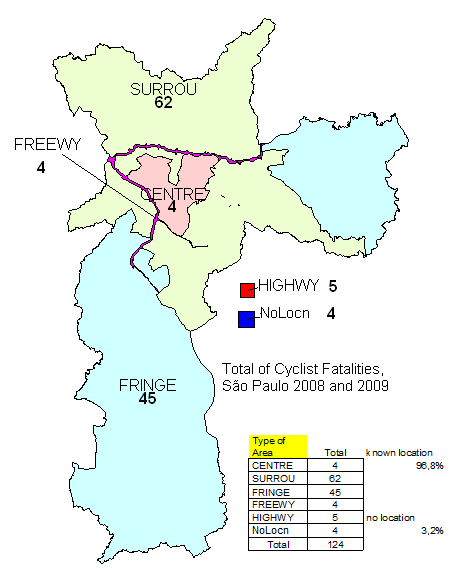 SURROU
62
FREEWY
4
CENTRE
4
HIGHWY 5
NoLocn 4
Total of Cyclist Fatalities,
São Paulo 2008 and 2009
FRINGE
45
Type of
Area Total known location
CENTRE 4 96,8%
SURROU 62
FRINGE 45
FREEWY 4
HIGHWY 5 no location
NoLocn 4 3,2%
Total 124